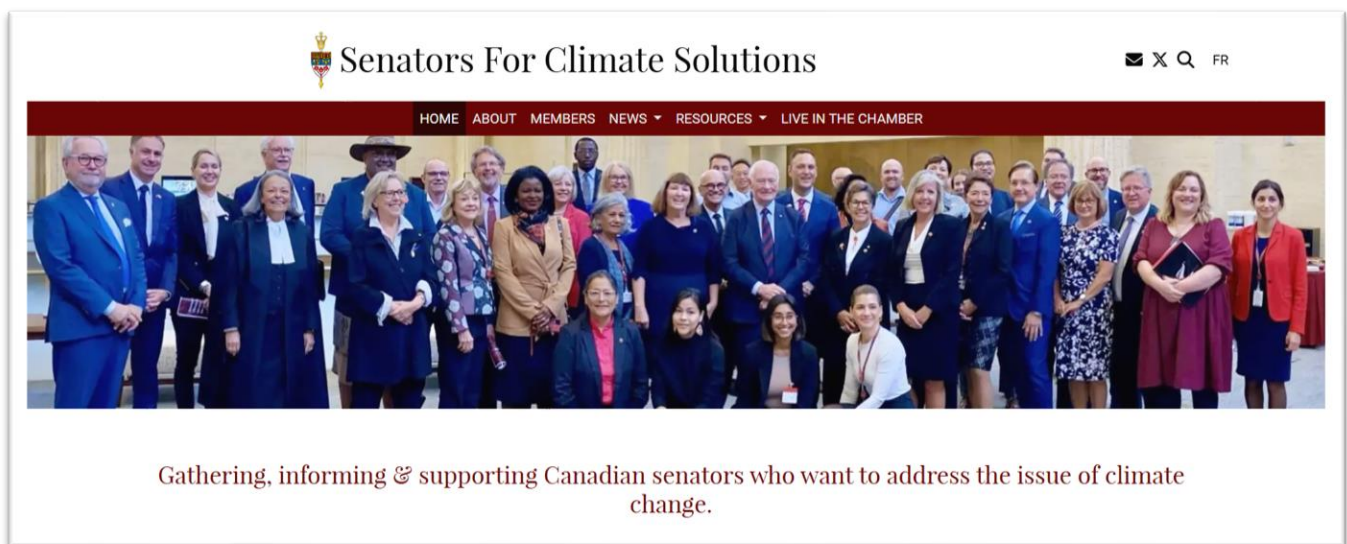 Senators For Climate Solutions
FR
HOME ABOUT MEMBERS NEWS RESOURCES LIVE IN THE CHAMBER
Gathering, informing & supporting Canadian senators who want to address the issue of climate
change.